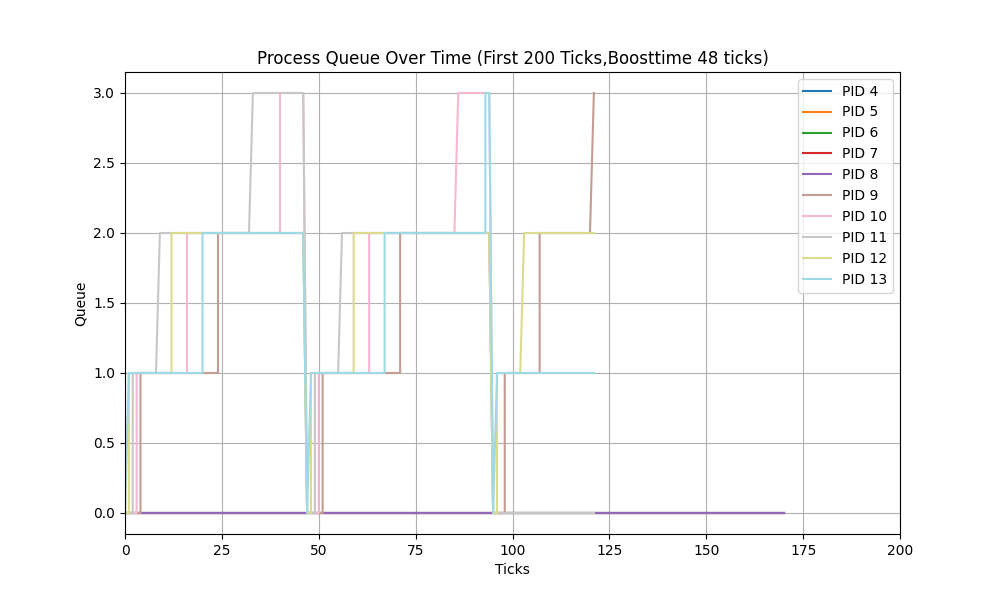 Process Queue Over Time (First 200 Ticks,Boosttime 48 ticks)
3.0
2.5
2.0
1.5
1.0
0.5
0.0
Queue
0
25
50
75
100
125
150
175
200
Ticks
PID 4
PID 5
PID 6
PID 7
PID 8
PID 9
PID 10
PID 11
PID 12
PID 13